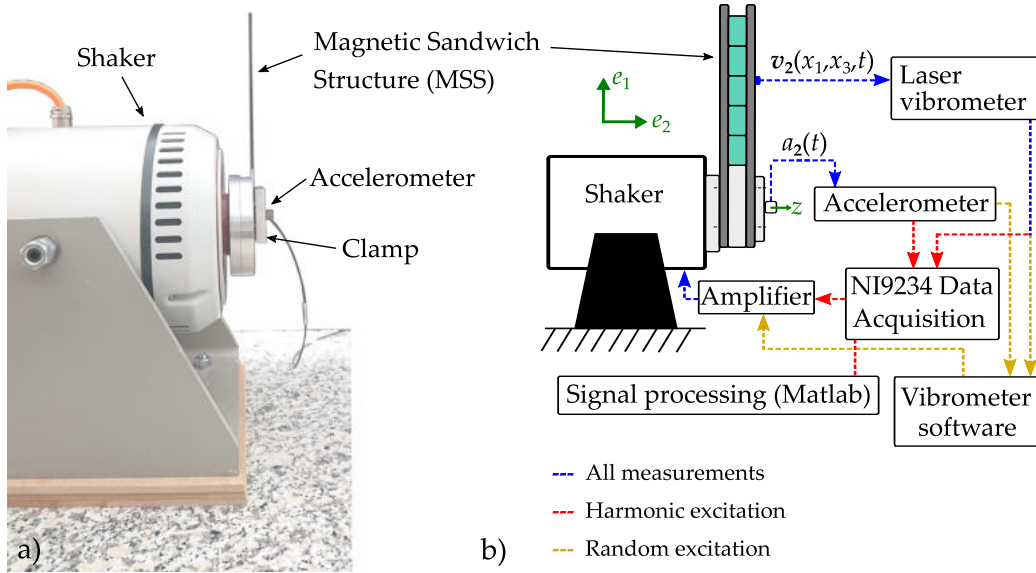 Shaker
Magnetic Sandwich
Structure (MSS)
Accelerometer
Clamp
a)
v₂(x₁,x₃,t)
Laser
vibrometer
e₁
e₂
a₂(t)
Shaker
z
Accelerometer
NI9234 Data
Acquisition
Amplifier
Signal processing (Matlab)
Vibrometer
software
All measurements
Harmonic excitation
Random excitation
b)